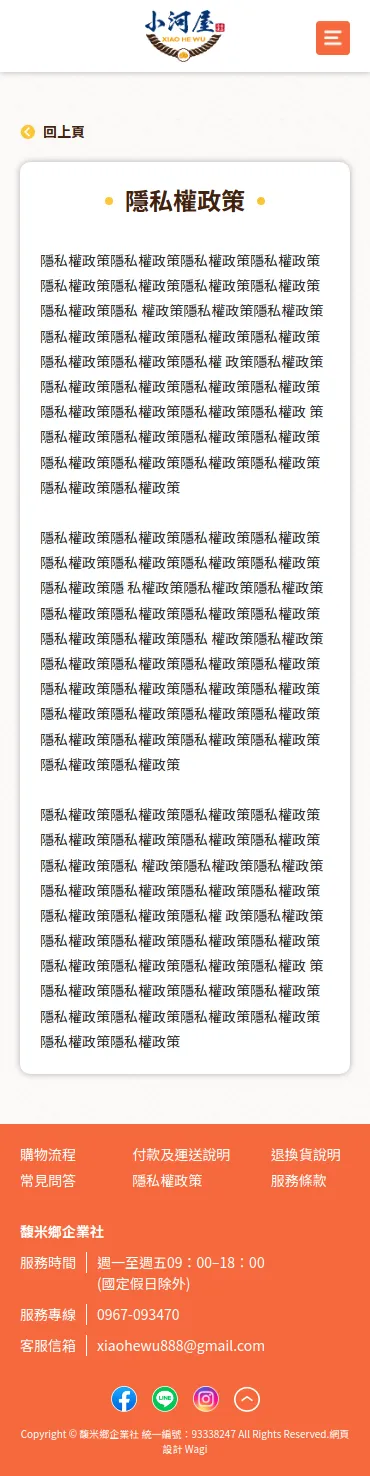 小河屋
XIAO HE WU
回上頁
隱私權政策
隱私權政策隱私權政策隱私權政策隱私權政策
隱私權政策隱私權政策隱私權政策隱私權政策
隱私權政策隱私 權政策隱私權政策隱私權政策
隱私權政策隱私權政策隱私權政策隱私權政策
隱私權政策隱私權政策隱私權 政策隱私權政策
隱私權政策隱私權政策隱私權政策隱私權政策
隱私權政策隱私權政策隱私權政策隱私權政 策
隱私權政策隱私權政策隱私權政策隱私權政策
隱私權政策隱私權政策隱私權政策隱私權政策
隱私權政策隱私權政策
隱私權政策隱私權政策隱私權政策隱私權政策
隱私權政策隱私權政策隱私權政策隱私權政策
隱私權政策隱 私權政策隱私權政策隱私權政策
隱私權政策隱私權政策隱私權政策隱私權政策
隱私權政策隱私權政策隱私 權政策隱私權政策
隱私權政策隱私權政策隱私權政策隱私權政策
隱私權政策隱私權政策隱私權政策隱私權政策
隱私權政策隱私權政策隱私權政策隱私權政策
隱私權政策隱私權政策隱私權政策隱私權政策
隱私權政策隱私權政策
隱私權政策隱私權政策隱私權政策隱私權政策
隱私權政策隱私權政策隱私權政策隱私權政策
隱私權政策隱私 權政策隱私權政策隱私權政策
隱私權政策隱私權政策隱私權政策隱私權政策
隱私權政策隱私權政策隱私權 政策隱私權政策
隱私權政策隱私權政策隱私權政策隱私權政策
隱私權政策隱私權政策隱私權政策隱私權政 策
隱私權政策隱私權政策隱私權政策隱私權政策
隱私權政策隱私權政策隱私權政策隱私權政策
隱私權政策隱私權政策
購物流程 付款及運送說明 退換貨說明
常見問答 隱私權政策 服務條款
馥米鄉企業社
服務時間 週一至週五09：00–18：00
(國定假日除外)
服務專線 0967-093470
客服信箱 xiaohewu888@gmail.com
LINE
Copyright © 馥米鄉企業社 統一編號：93338247 All Rights Reserved.網頁
設計 Wagi